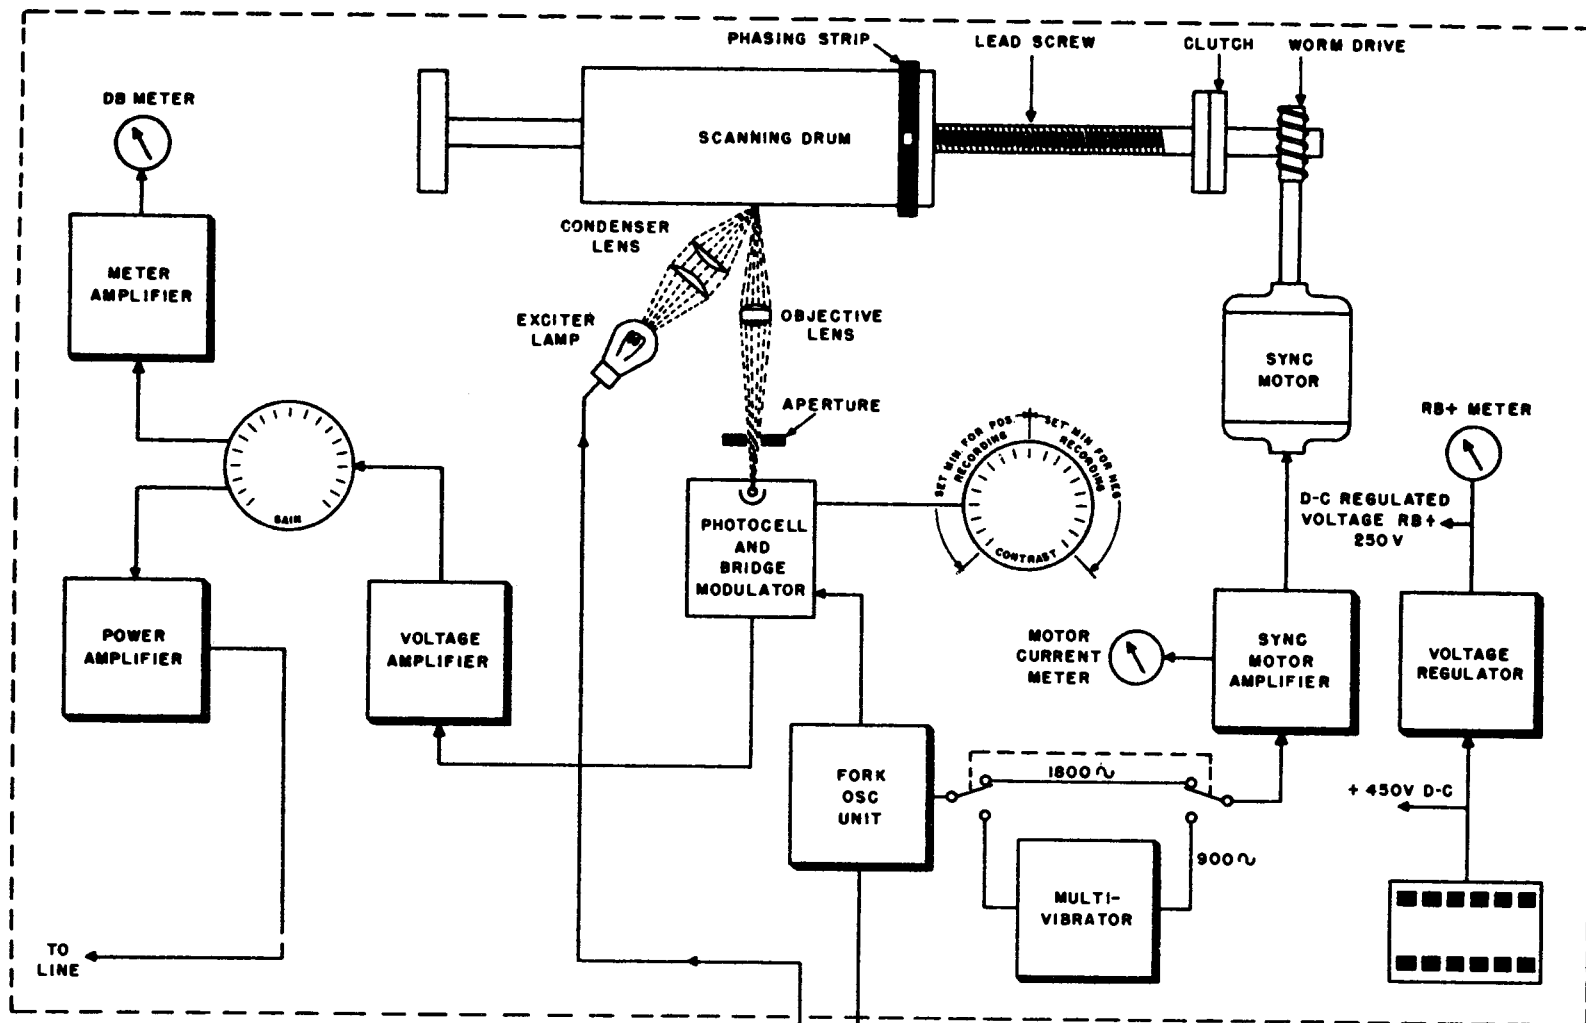 PHASING STRIP
LEAD SCREW
CLUTCH
WORM DRIVE
DB METER
SCANNING DRUM
CONDENSER
LENS
METER
AMPLIFIER
EXCITER
LAMP
OBJECTIVE
LENS
SYNC
MOTOR
APERTURE
RB+ METER
SET MIN. FOR POS.
RECORDING
SET MIN. FOR NEG
RECORDING
CONTRAST
GAIN
D-C REGULATED
VOLTAGE RB+
250V
PHOTOCELL
AND
BRIDGE
MODULATOR
POWER
AMPLIFIER
VOLTAGE
AMPLIFIER
MOTOR
CURRENT
METER
SYNC
MOTOR
AMPLIFIER
VOLTAGE
REGULATOR
FORK
OSC
UNIT
1800~
+450V D-C
900~
MULTI-
VIBRATOR
TO
LINE